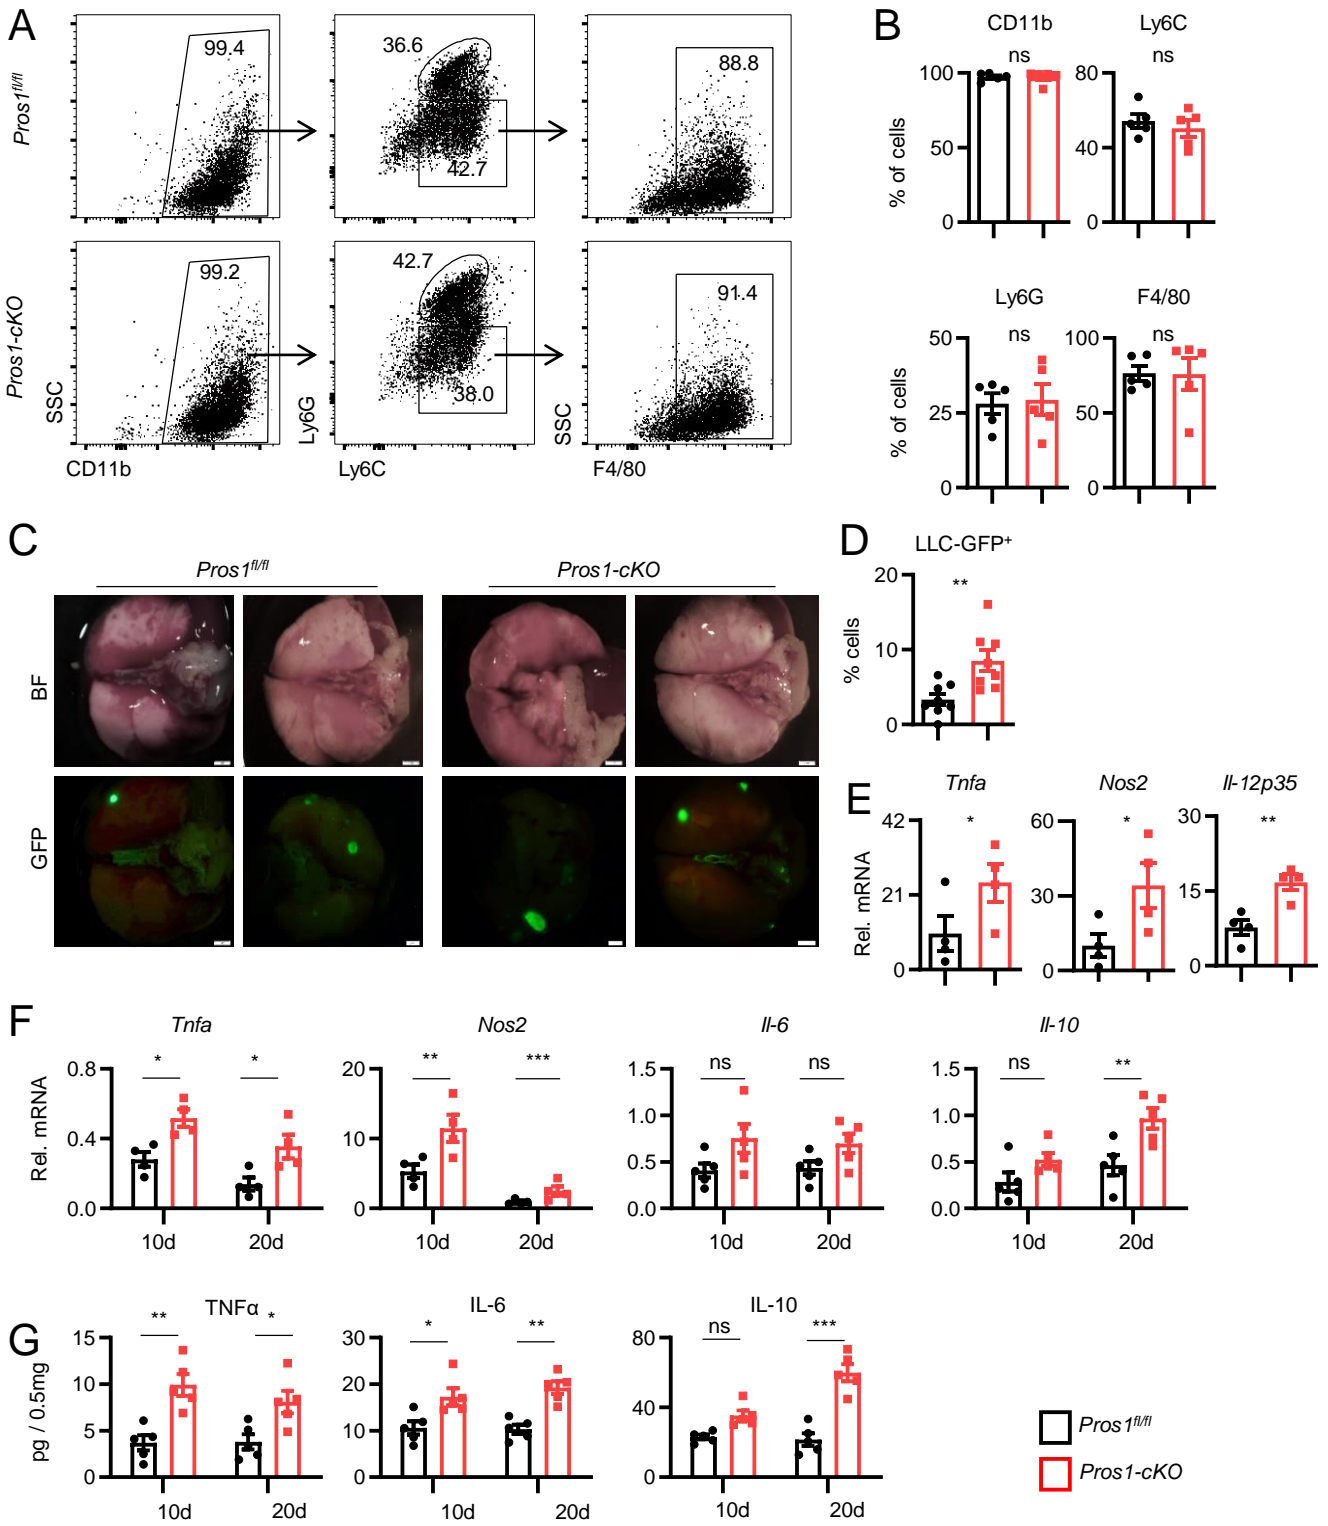 A
Pros1fl/fl
99.4
36.6
42.7
88.8
Pros1-cKO
99.2
42.7
38.0
91.4
SSC
Ly6G
SSC
CD11b
Ly6C
F4/80
B
CD11b
Ly6C
ns
ns
% of cells
100
50
0
80
40
0
Ly6G
F4/80
ns
ns
% of cells
50
25
0
100
50
0
C
Pros1fl/fl
Pros1-cKO
BF
GFP
D
LLC-GFP+
**
% cells
20
10
0
E
Tnfa
Nos2
Il-12p35
*
*
**
Rel. mRNA
42
21
0
60
30
0
30
15
0
F
Tnfa
Nos2
Il-6
Il-10
*
*
**
***
ns
ns
ns
**
Rel. mRNA
0.8
0.4
0.0
20
10
0
1.5
1.0
0.5
0.0
1.5
1.0
0.5
0.0
10d
20d
10d
20d
10d
20d
10d
20d
G
TNFα
IL-6
IL-10
**
*
*
**
ns
***
pg / 0.5mg
15
10
5
0
30
20
10
0
80
40
0
10d
20d
10d
20d
10d
20d
Pros1fl/fl
Pros1-cKO